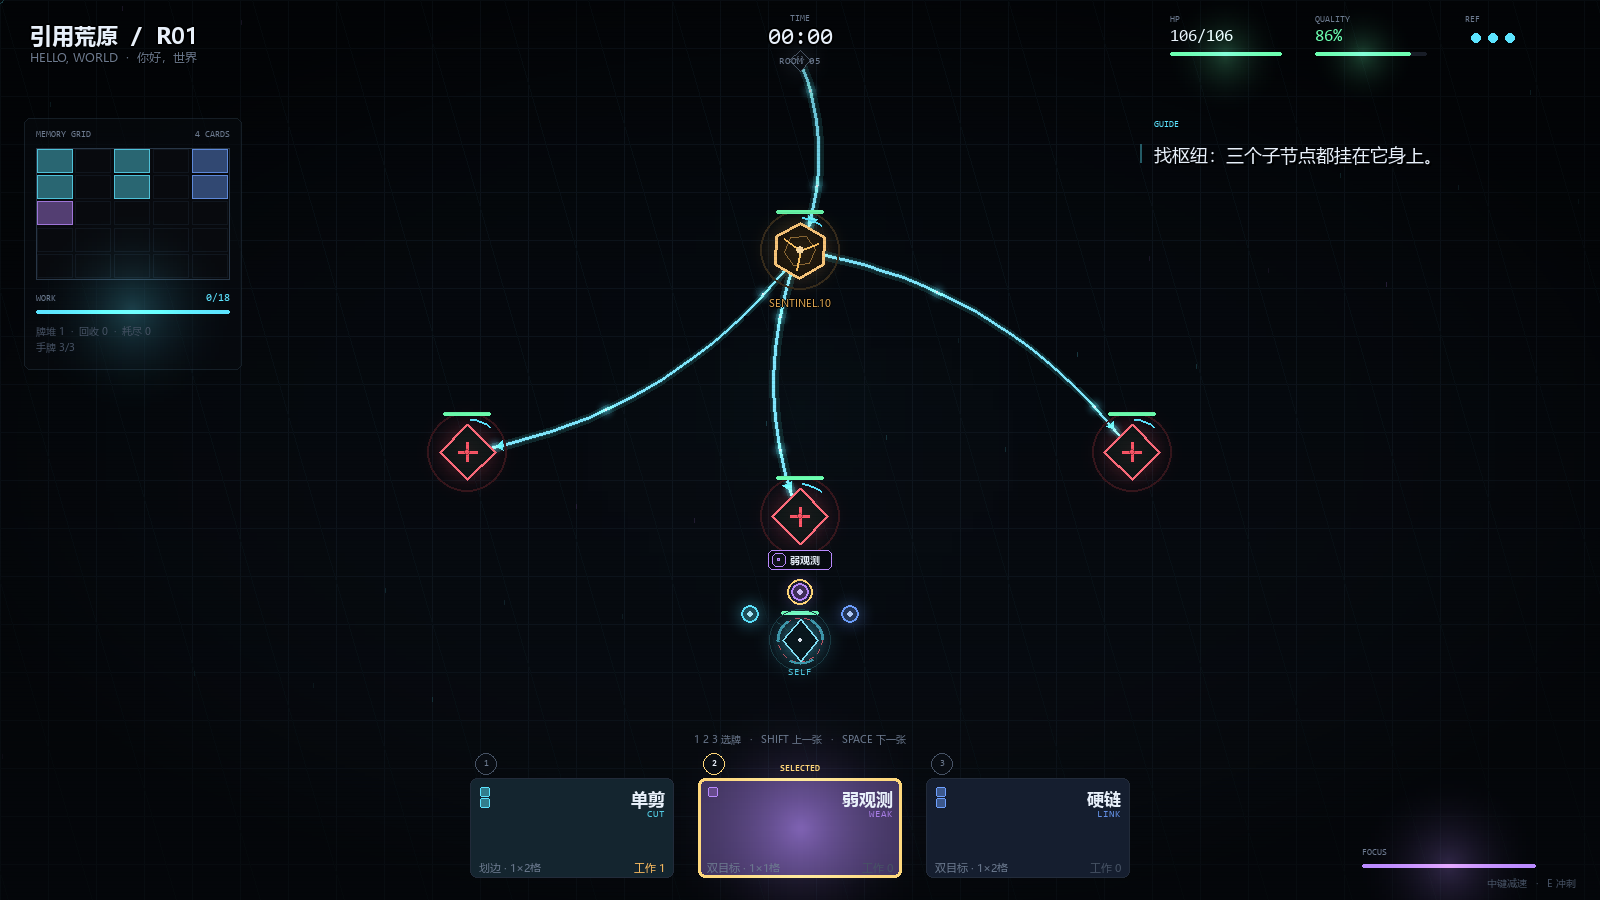 引用荒原 / R01
HELLO, WORLD · 你好，世界
TIME
00:00
ROOM 05
HP
106/106
QUALITY
86%
REF
GUIDE
找枢纽：三个子节点都挂在它身上。
MEMORY GRID
4 CARDS
WORK
0/18
牌堆 1 · 回收 0 · 耗尽 0
手牌 3/3
SENTINEL.10
弱观测
SELF
1 2 3 选牌 · SHIFT 上一张 · SPACE 下一张
1
2
SELECTED
3
单剪
CUT
划边 · 1×2格
工作 1
弱观测
WEAK
双目标 · 1×1格
工作 0
硬链
LINK
双目标 · 1×2格
工作 0
FOCUS
中键减速 · E 冲刺